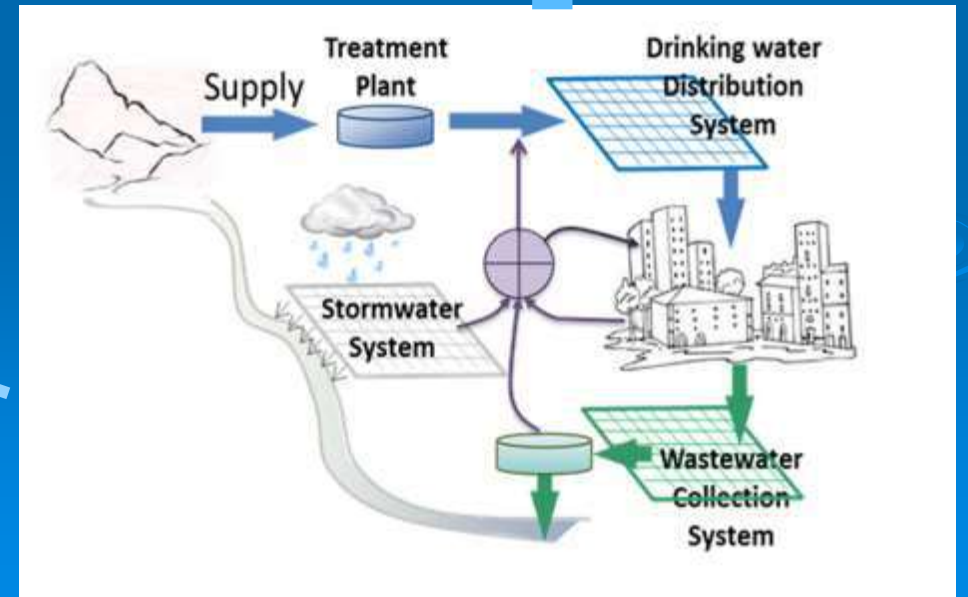 Supply
Treatment
Plant
Drinking water
Distribution
System
Stormwater
System
Wastewater
Collection
System